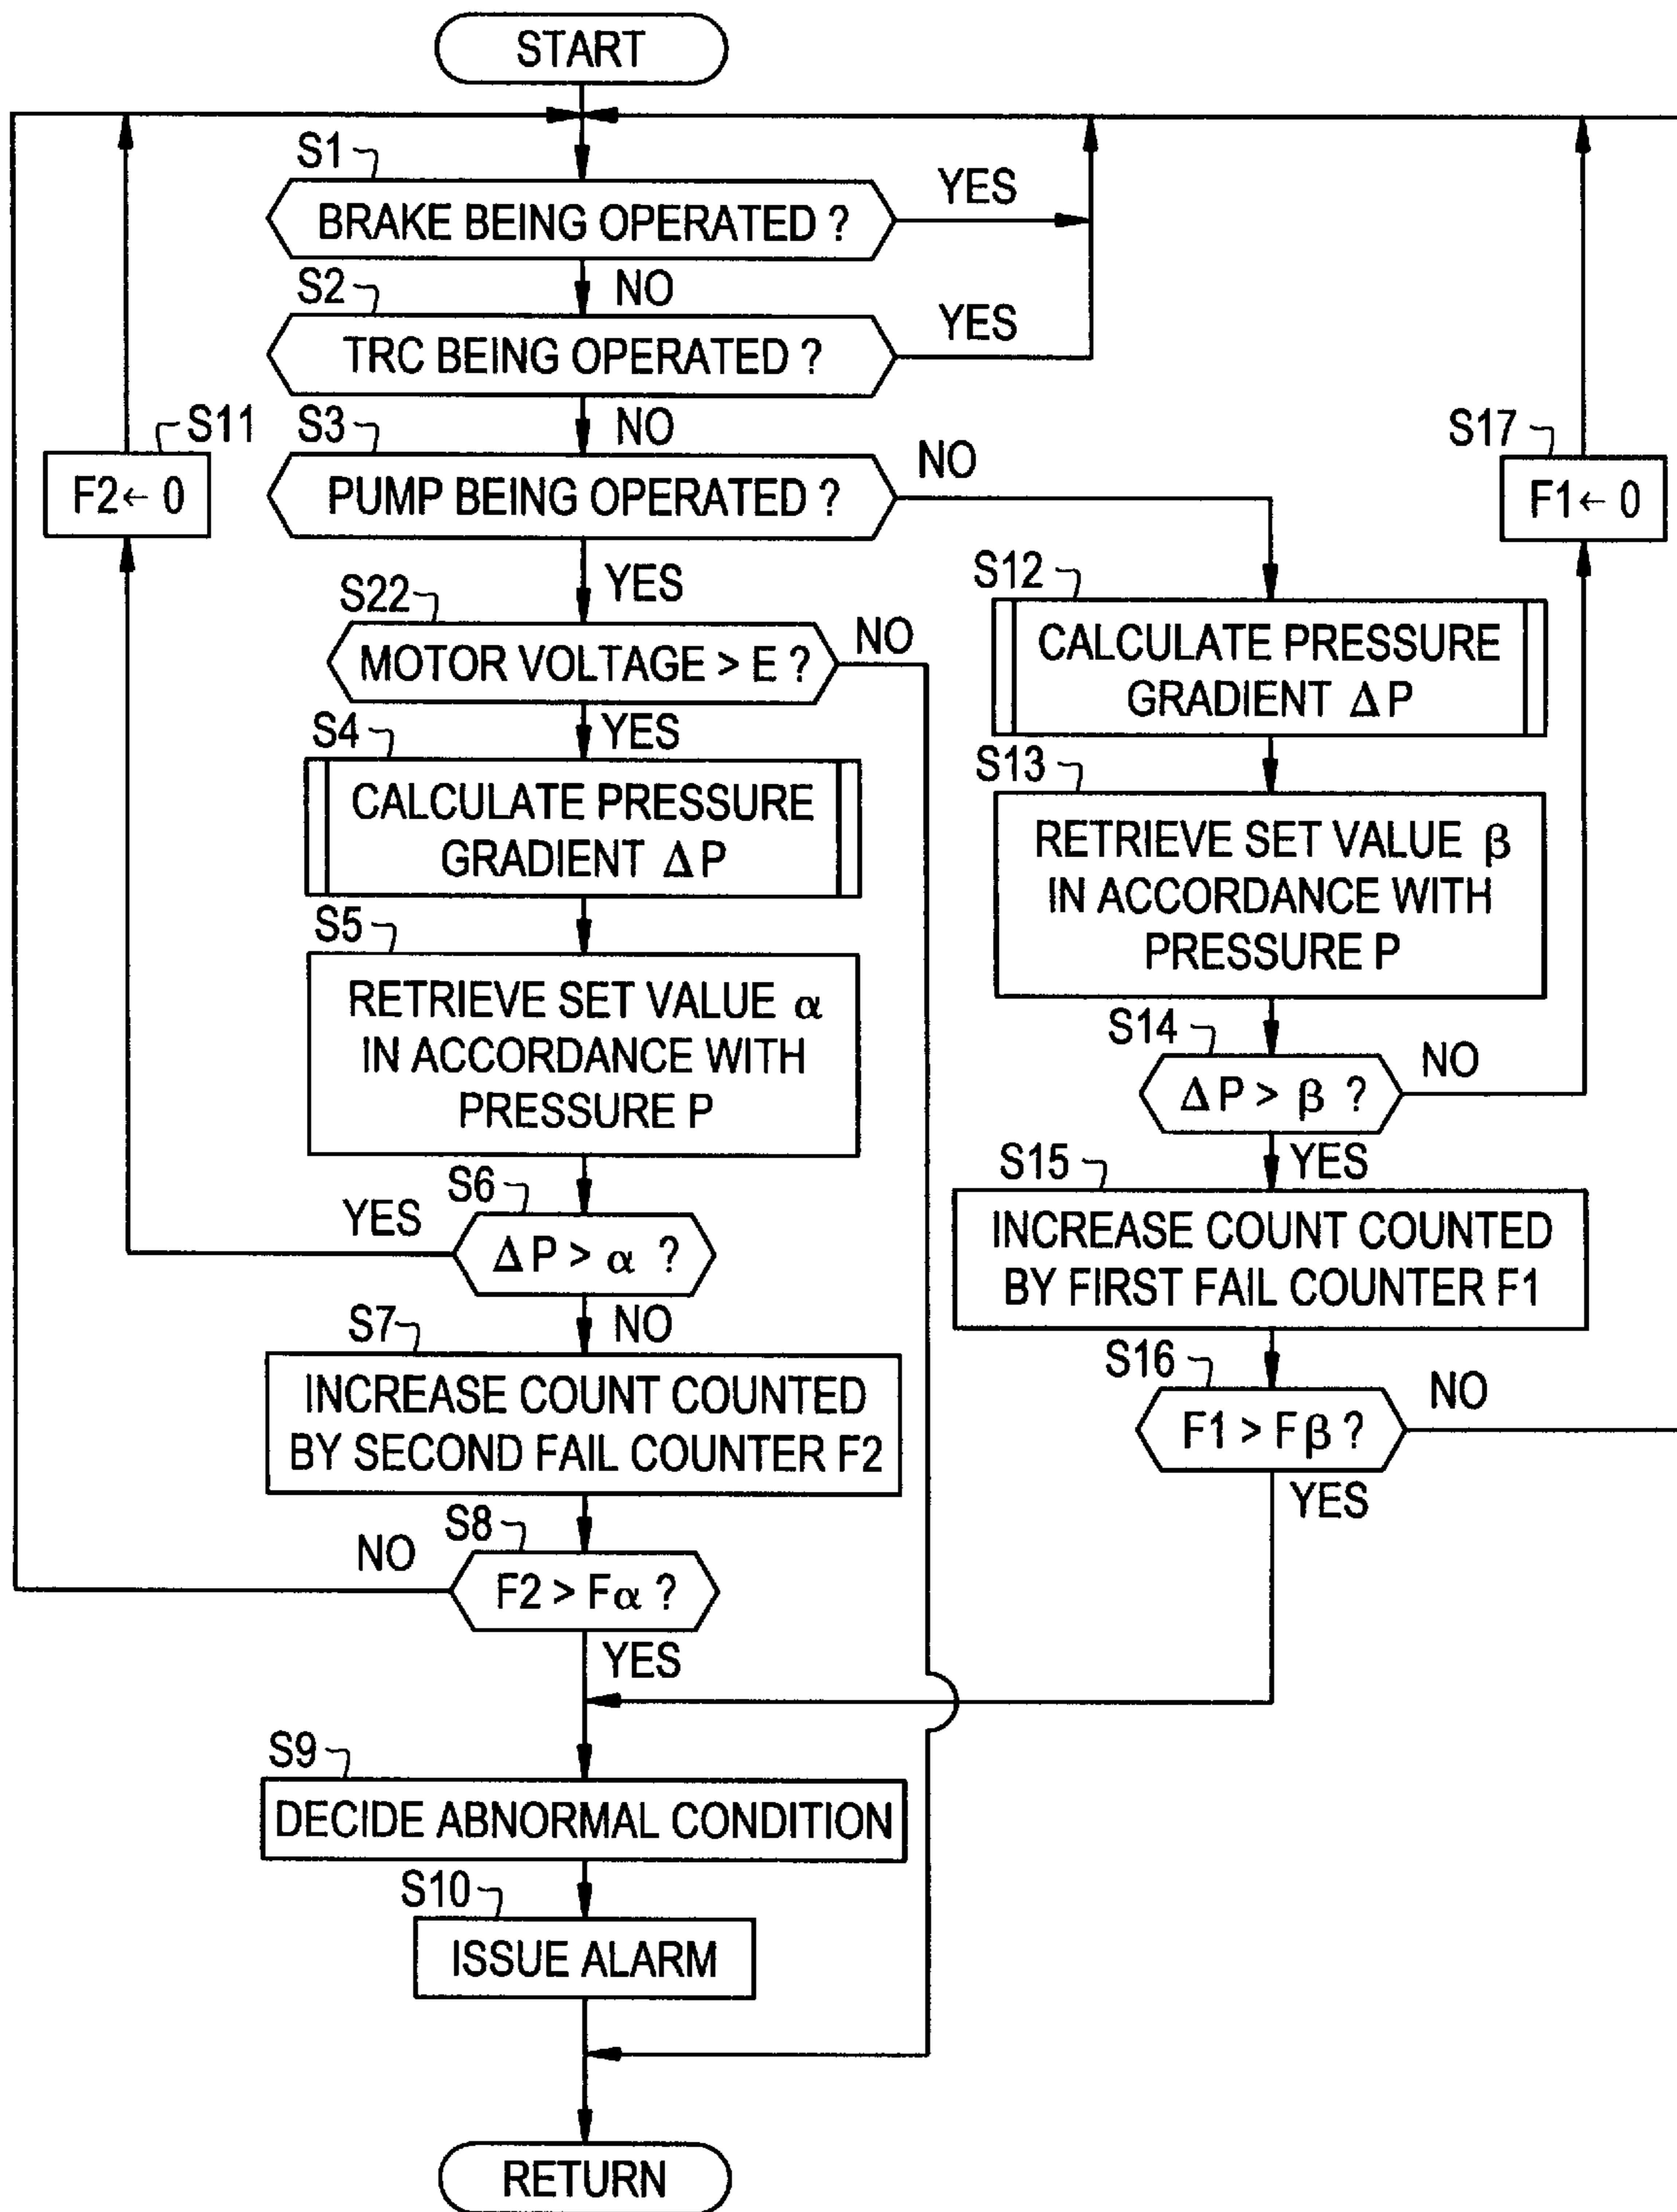 START
S1
BRAKE BEING OPERATED ?
YES
NO
S2
TRC BEING OPERATED ?
YES
NO
S3
PUMP BEING OPERATED ?
NO
YES
S11
F2 ← 0
S22
MOTOR VOLTAGE > E ?
NO
YES
S4
CALCULATE PRESSURE
GRADIENT Δ P
S5
RETRIEVE SET VALUE α
IN ACCORDANCE WITH
PRESSURE P
S6
YES
Δ P > α ?
NO
S7
INCREASE COUNT COUNTED
BY SECOND FAIL COUNTER F2
S8
NO
F2 > Fα ?
YES
S9
DECIDE ABNORMAL CONDITION
S10
ISSUE ALARM
RETURN
S12
CALCULATE PRESSURE
GRADIENT Δ P
S13
RETRIEVE SET VALUE β
IN ACCORDANCE WITH
PRESSURE P
S14
Δ P > β ?
NO
YES
S17
F1 ← 0
S15
INCREASE COUNT COUNTED
BY FIRST FAIL COUNTER F1
S16
F1 > Fβ ?
NO
YES